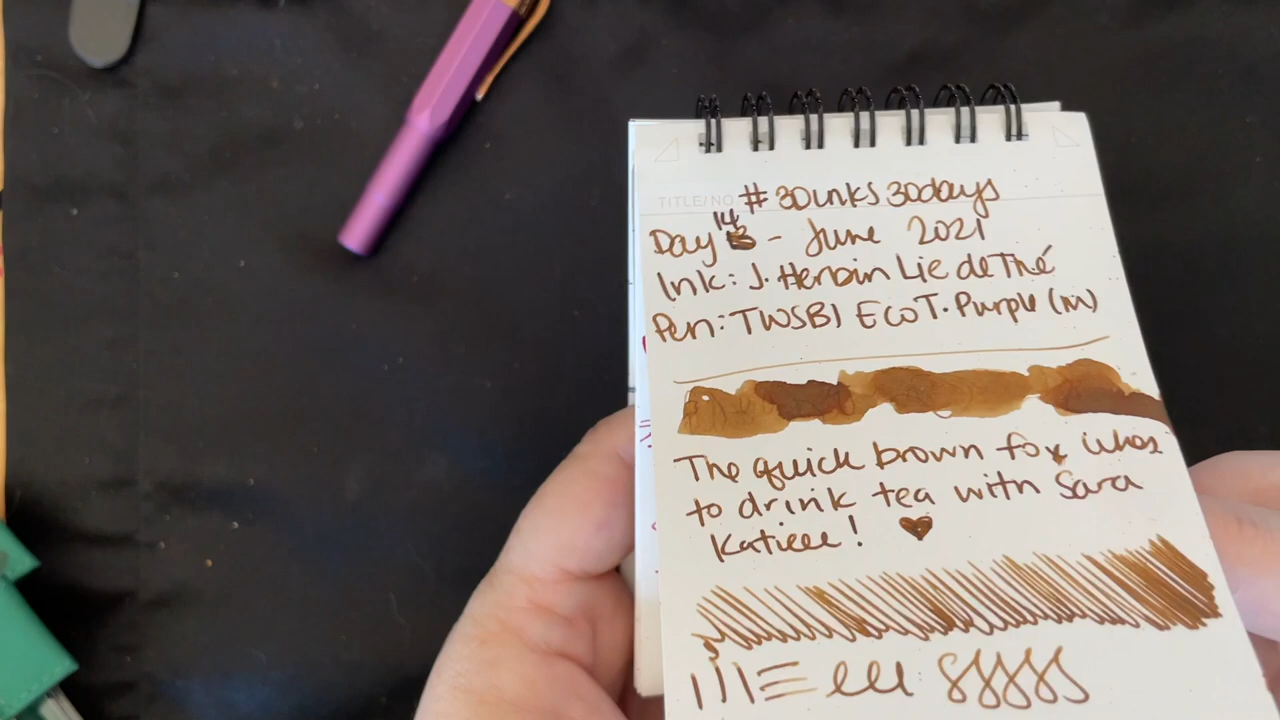 TITLE/NO.
#30inks30days
Day 14 - June 2021
Ink: J. Herbin Lie de Thé
Pen: TWSBI Eco T. Purple (m)
The quick brown fox likes
to drink tea with Sara
Katieee! ♥